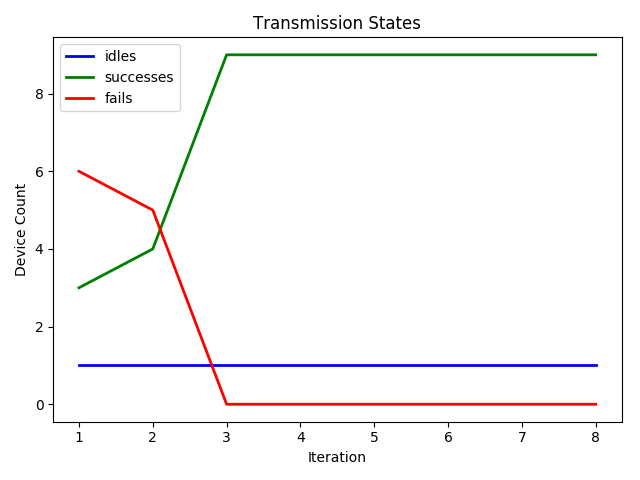 Transmission States
idles
successes
fails
Device Count
8
6
4
2
0
1 2 3 4 5 6 7 8
Iteration